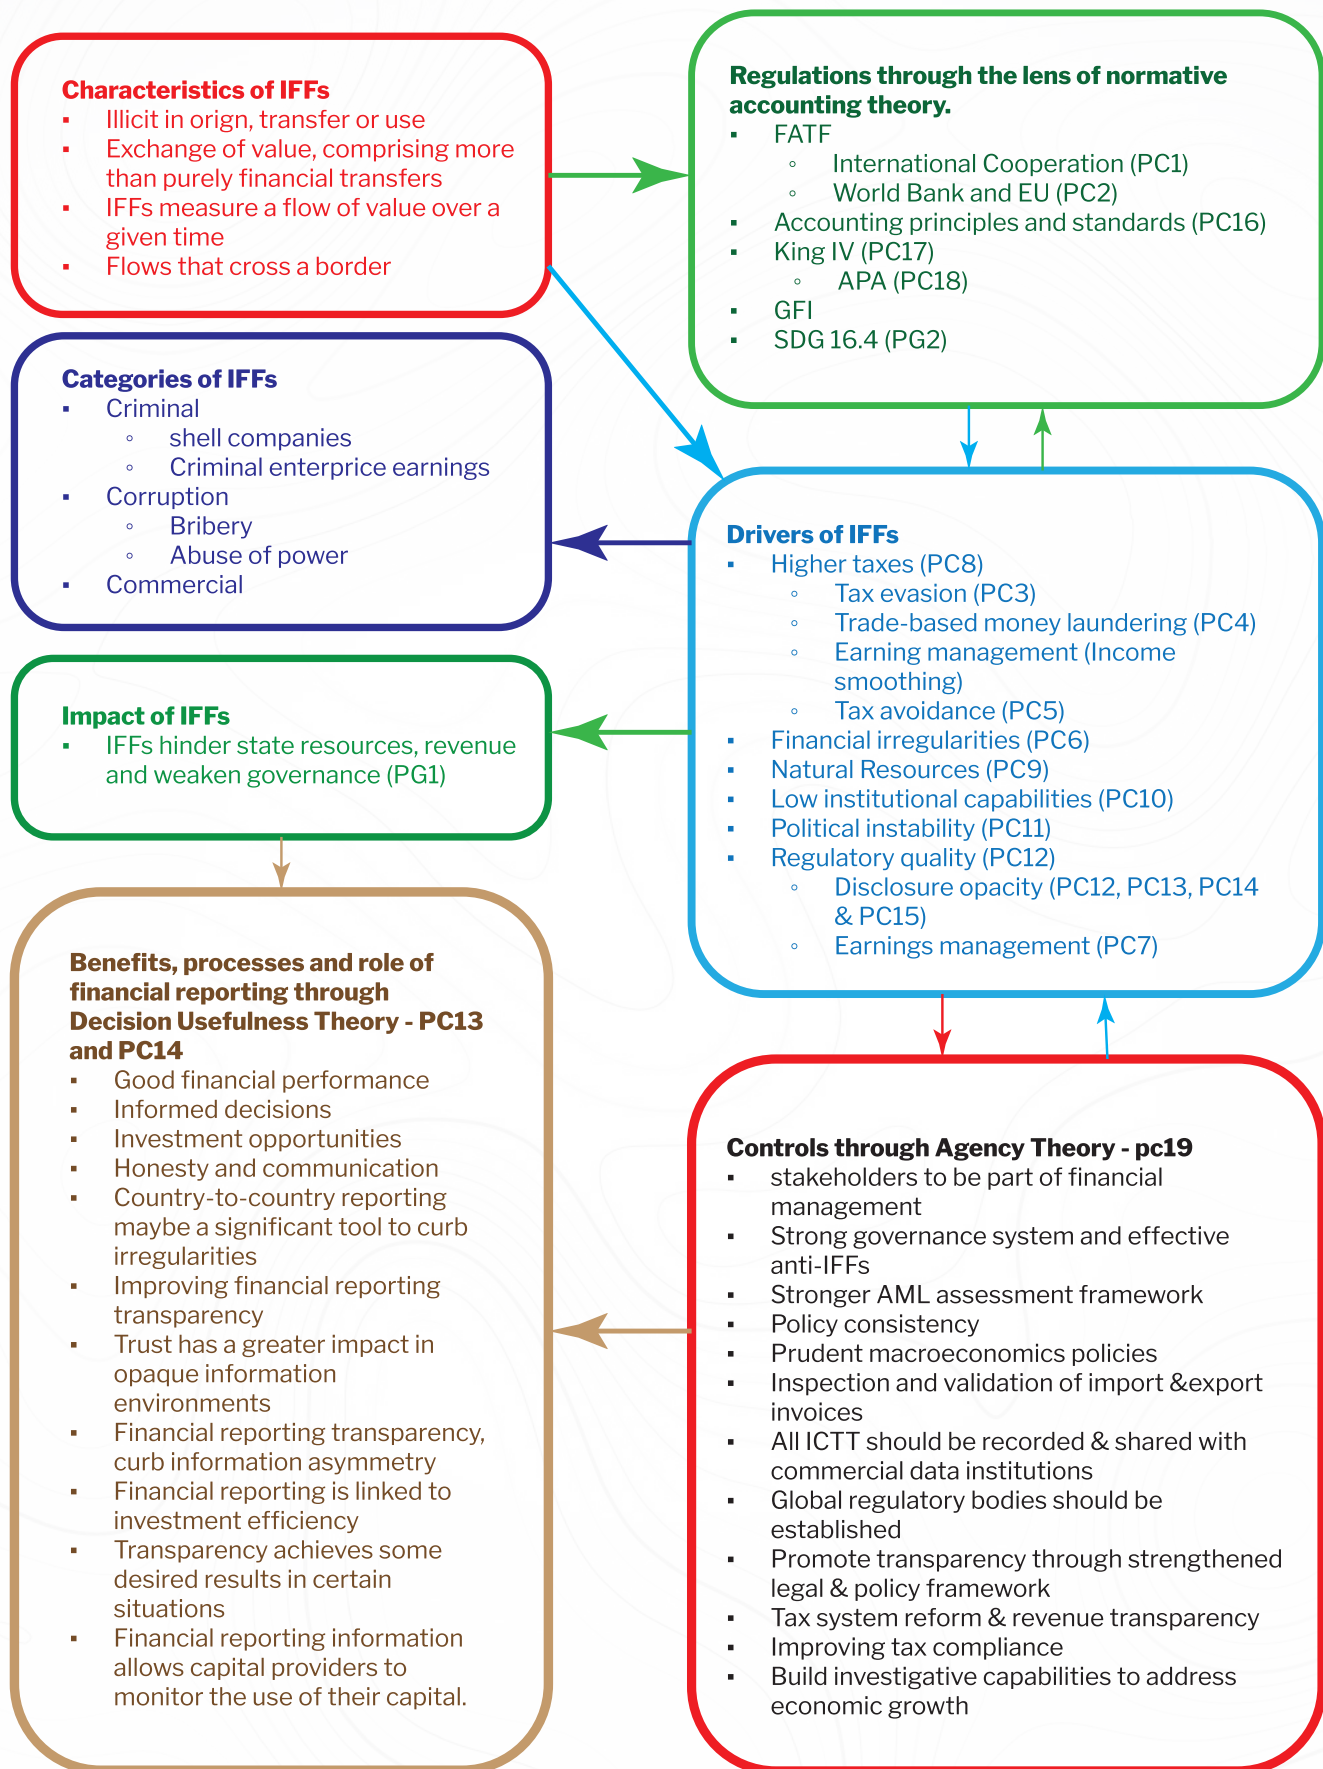 Characteristics of IFFs
▪ Illicit in orign, transfer or use
▪ Exchange of value, comprising more
than purely financial transfers
▪ IFFs measure a flow of value over a
given time
▪ Flows that cross a border
Regulations through the lens of normative
accounting theory.
▪ FATF
◦ International Cooperation (PC1)
◦ World Bank and EU (PC2)
▪ Accounting principles and standards (PC16)
▪ King IV (PC17)
◦ APA (PC18)
▪ GFI
▪ SDG 16.4 (PG2)
Categories of IFFs
▪ Criminal
◦ shell companies
◦ Criminal enterprice earnings
▪ Corruption
◦ Bribery
◦ Abuse of power
▪ Commercial
Drivers of IFFs
▪ Higher taxes (PC8)
◦ Tax evasion (PC3)
◦ Trade-based money laundering (PC4)
◦ Earning management (Income
smoothing)
◦ Tax avoidance (PC5)
▪ Financial irregularities (PC6)
▪ Natural Resources (PC9)
▪ Low institutional capabilities (PC10)
▪ Political instability (PC11)
▪ Regulatory quality (PC12)
◦ Disclosure opacity (PC12, PC13, PC14
& PC15)
◦ Earnings management (PC7)
Impact of IFFs
▪ IFFs hinder state resources, revenue
and weaken governance (PG1)
Benefits, processes and role of
financial reporting through
Decision Usefulness Theory - PC13
and PC14
▪ Good financial performance
▪ Informed decisions
▪ Investment opportunities
▪ Honesty and communication
▪ Country-to-country reporting
maybe a significant tool to curb
irregularities
▪ Improving financial reporting
transparency
▪ Trust has a greater impact in
opaque information
environments
▪ Financial reporting transparency,
curb information asymmetry
▪ Financial reporting is linked to
investment efficiency
▪ Transparency achieves some
desired results in certain
situations
▪ Financial reporting information
allows capital providers to
monitor the use of their capital.
Controls through Agency Theory - pc19
▪ stakeholders to be part of financial
management
▪ Strong governance system and effective
anti-IFFs
▪ Stronger AML assessment framework
▪ Policy consistency
▪ Prudent macroeconomics policies
▪ Inspection and validation of import &export
invoices
▪ All ICTT should be recorded & shared with
commercial data institutions
▪ Global regulatory bodies should be
established
▪ Promote transparency through strengthened
legal & policy framework
▪ Tax system reform & revenue transparency
▪ Improving tax compliance
▪ Build investigative capabilities to address
economic growth